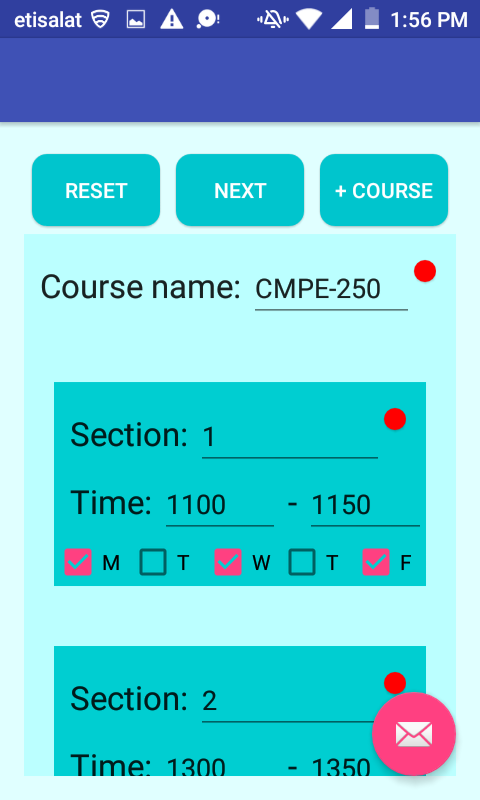 etisalat 1:56 PM
RESET NEXT + COURSE
Course name: CMPE-250
Section: 1
Time: 1100 - 1150
M T W T F
Section: 2
Time: 1300 - 1350